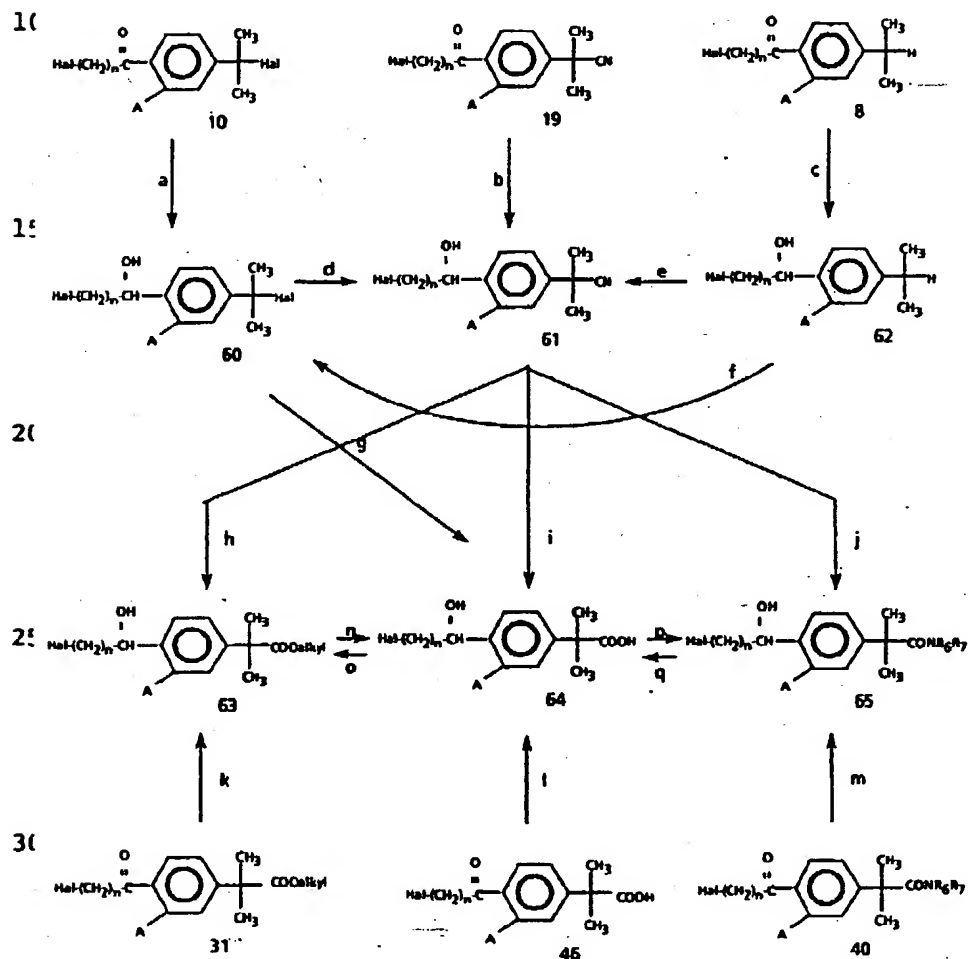 10 19 8
O O O
CH₃ CH₃ CH₃
Hal-(CH₂)ₙ-C Hal Hal-(CH₂)ₙ-C CN Hal-(CH₂)ₙ-C H
CH₃ CH₃ CH₃
A A A
a b c
15
OH OH OH
CH₃ CH₃ CH₃
Hal-(CH₂)ₙ-CH Hal d Hal-(CH₂)ₙ-CH CN e Hal-(CH₂)ₙ-CH H
CH₃ CH₃ CH₃
A A A
60 61 62
f
20
g
h i j
OH OH OH
CH₃ CH₃ CH₃
25
Hal-(CH₂)ₙ-CH COOalkyl n Hal-(CH₂)ₙ-CH COOH p Hal-(CH₂)ₙ-CH CONR₆R₇
o q
CH₃ CH₃ CH₃
A A A
63 64 65
k l m
30
O O O
CH₃ CH₃ CH₃
Hal-(CH₂)ₙ-C COOalkyl Hal-(CH₂)ₙ-C COOH Hal-(CH₂)ₙ-C CONR₆R₇
CH₃ CH₃ CH₃
A A A
31 46 40